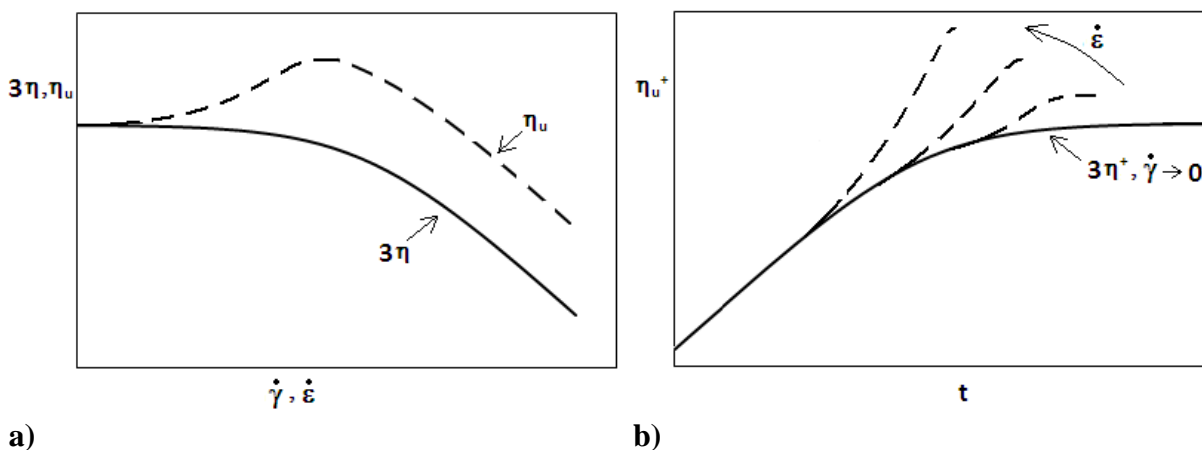 3η,ηᵤ
ηᵤ
3η
γ̇ , ε̇
a)
ηᵤ⁺
ε̇
3η⁺, γ̇ → 0
t
b)